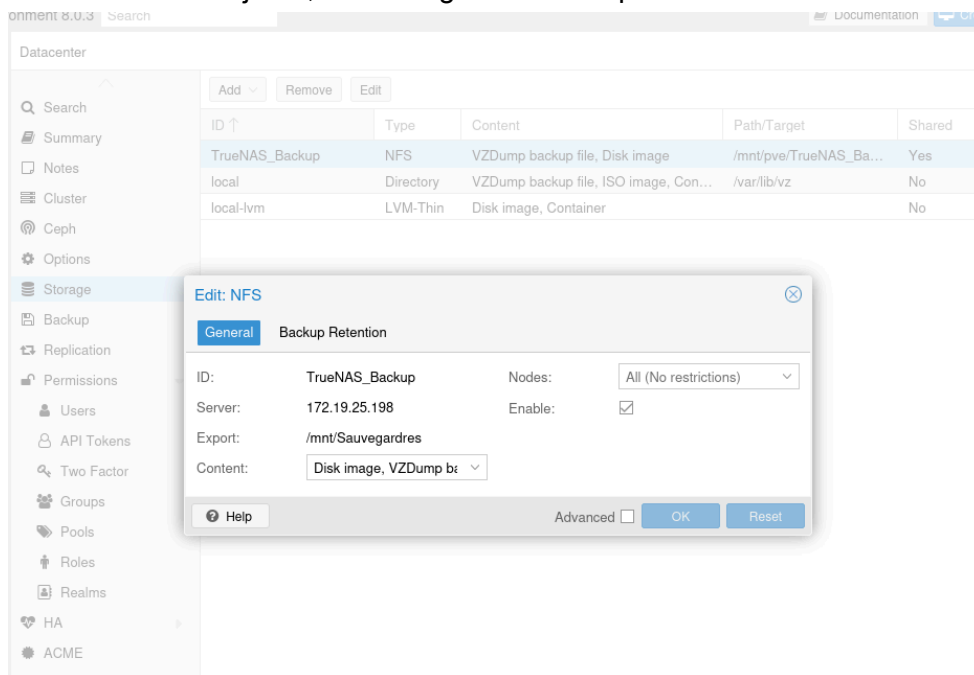 onment 8.0.3 Search Documentation
Datacenter
Add Remove Edit
ID Type Content Path/Target Shared
TrueNAS_Backup NFS VZDump backup file, Disk image /mnt/pve/TrueNAS_Ba... Yes
local Directory VZDump backup file, ISO image, Con... /var/lib/vz No
local-lvm LVM-Thin Disk image, Container No
Search
Summary
Notes
Cluster
Ceph
Options
Storage
Backup
Replication
Permissions
Users
API Tokens
Two Factor
Groups
Pools
Roles
Realms
HA
ACME
Edit: NFS
General Backup Retention
ID: TrueNAS_Backup Nodes: All (No restrictions)
Server: 172.19.25.198 Enable:
Export: /mnt/Sauvegardres
Content: Disk image, VZDump ba
Help Advanced OK Reset